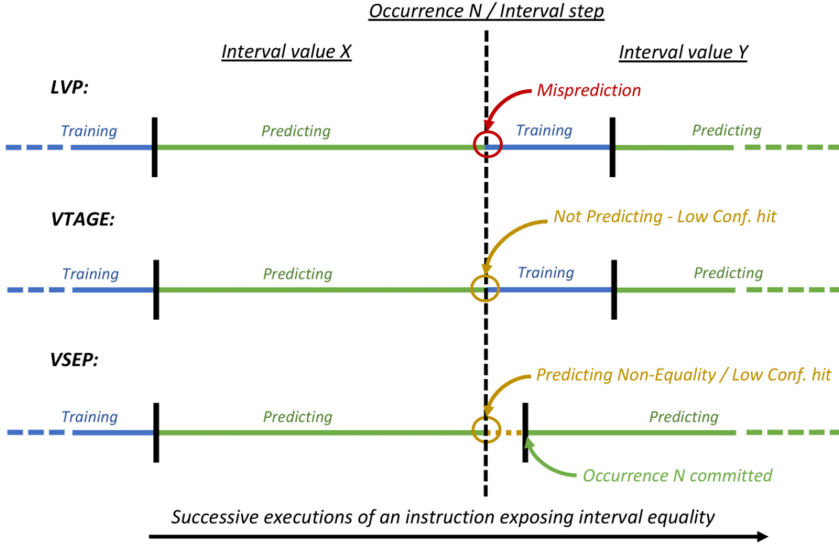 Occurrence N / Interval step
Interval value X
Interval value Y
LVP:
Misprediction
Training
Predicting
Training
Predicting
VTAGE:
Not Predicting - Low Conf. hit
Training
Predicting
Training
Predicting
VSEP:
Predicting Non-Equality / Low Conf. hit
Training
Predicting
Predicting
Occurrence N committed
Successive executions of an instruction exposing interval equality